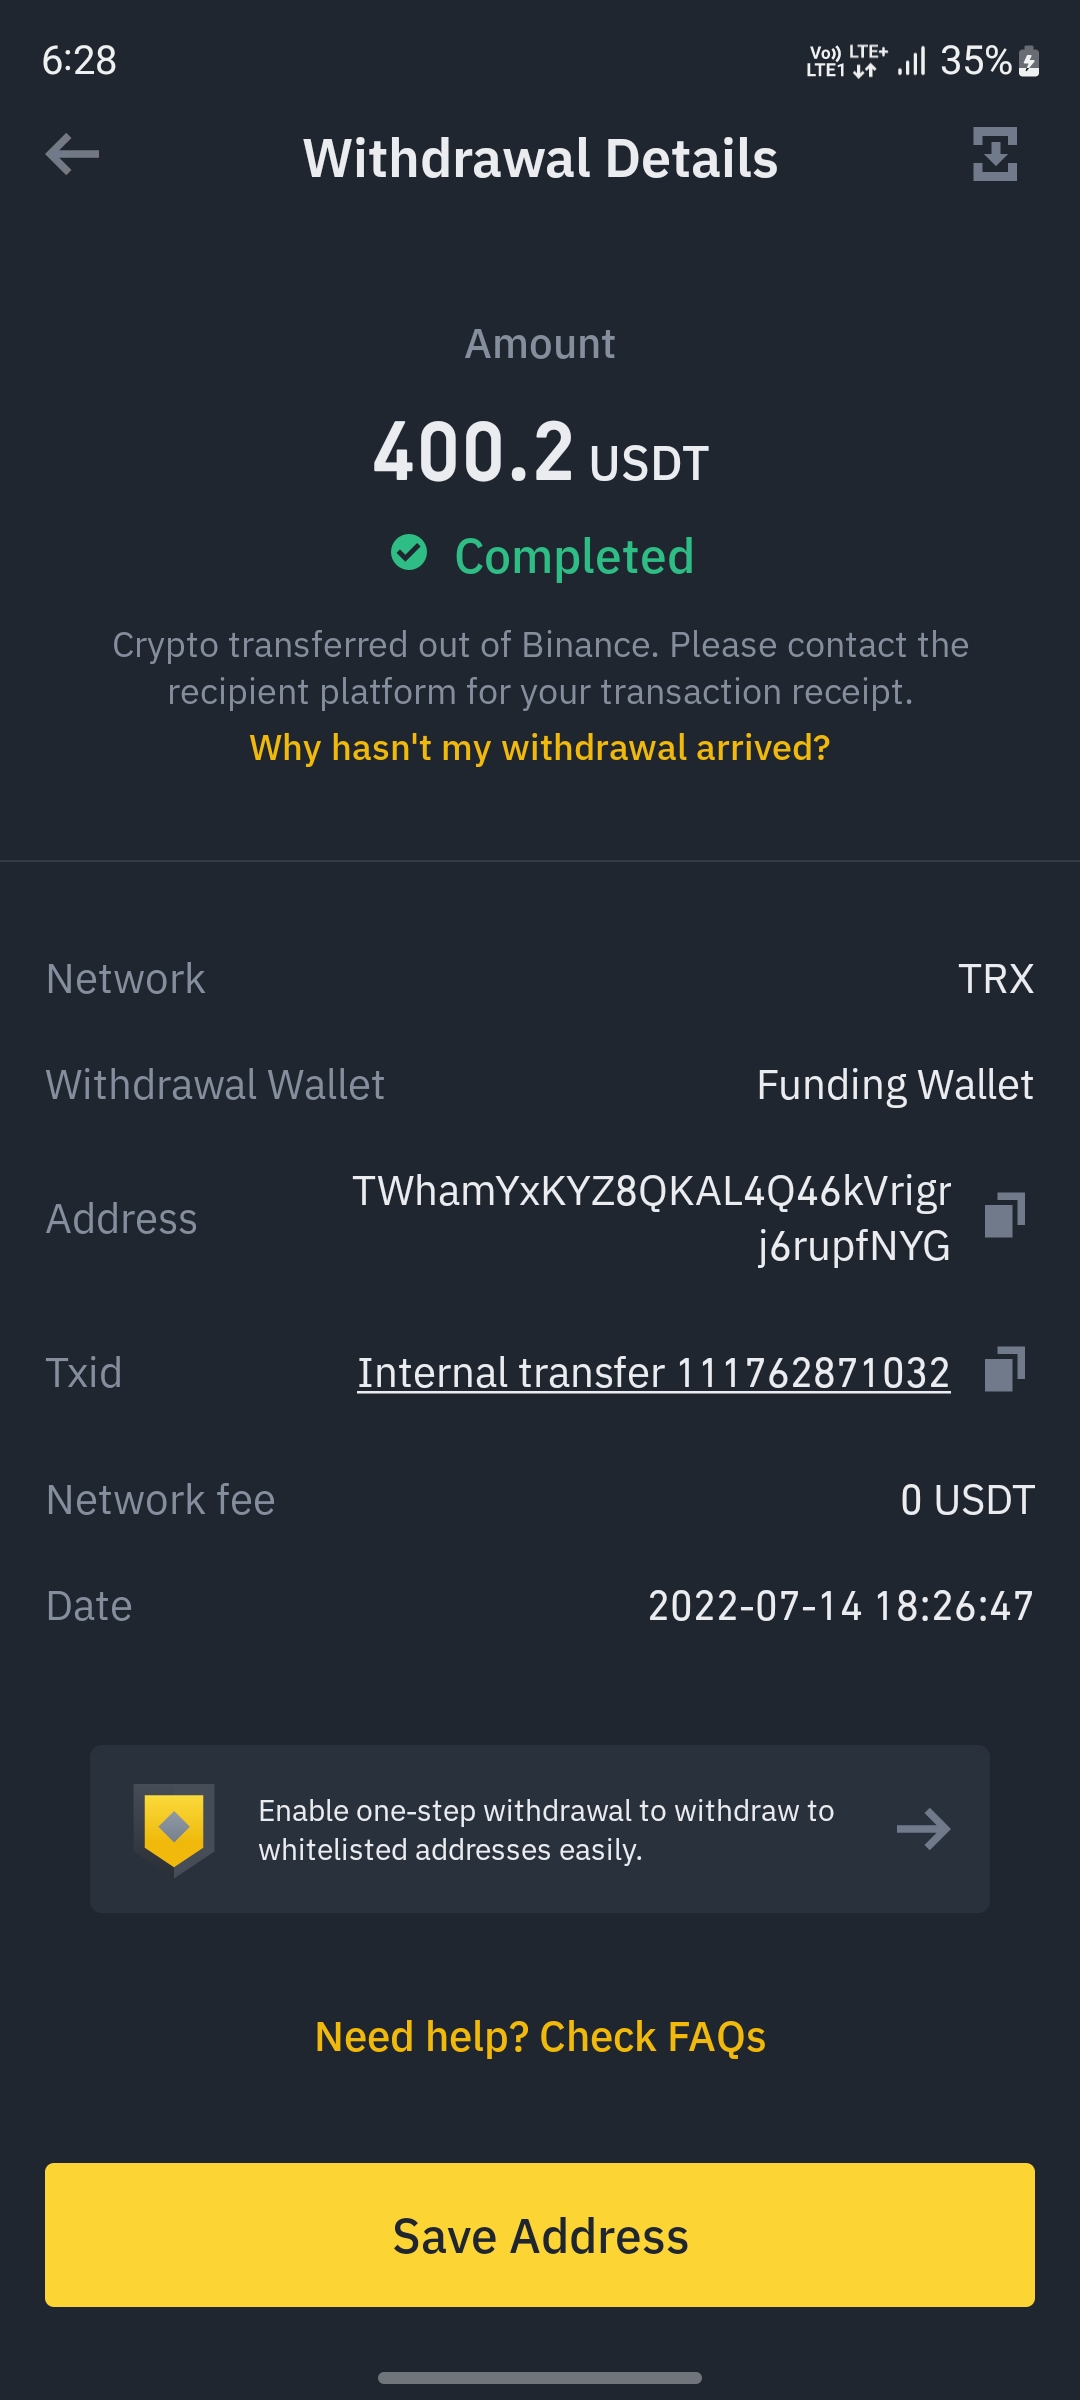 6:28
Vo)) LTE+
LTE1
35%
Withdrawal Details
Amount
400.2 USDT
Completed
Crypto transferred out of Binance. Please contact the
recipient platform for your transaction receipt.
Why hasn't my withdrawal arrived?
Network
TRX
Withdrawal Wallet
Funding Wallet
Address
TWhamYxKYZ8QKAL4Q46kVrigr
j6rupfNYG
Txid
Internal transfer 111762871032
Network fee
0 USDT
Date
2022-07-14 18:26:47
Enable one-step withdrawal to withdraw to
whitelisted addresses easily.
Need help? Check FAQs
Save Address